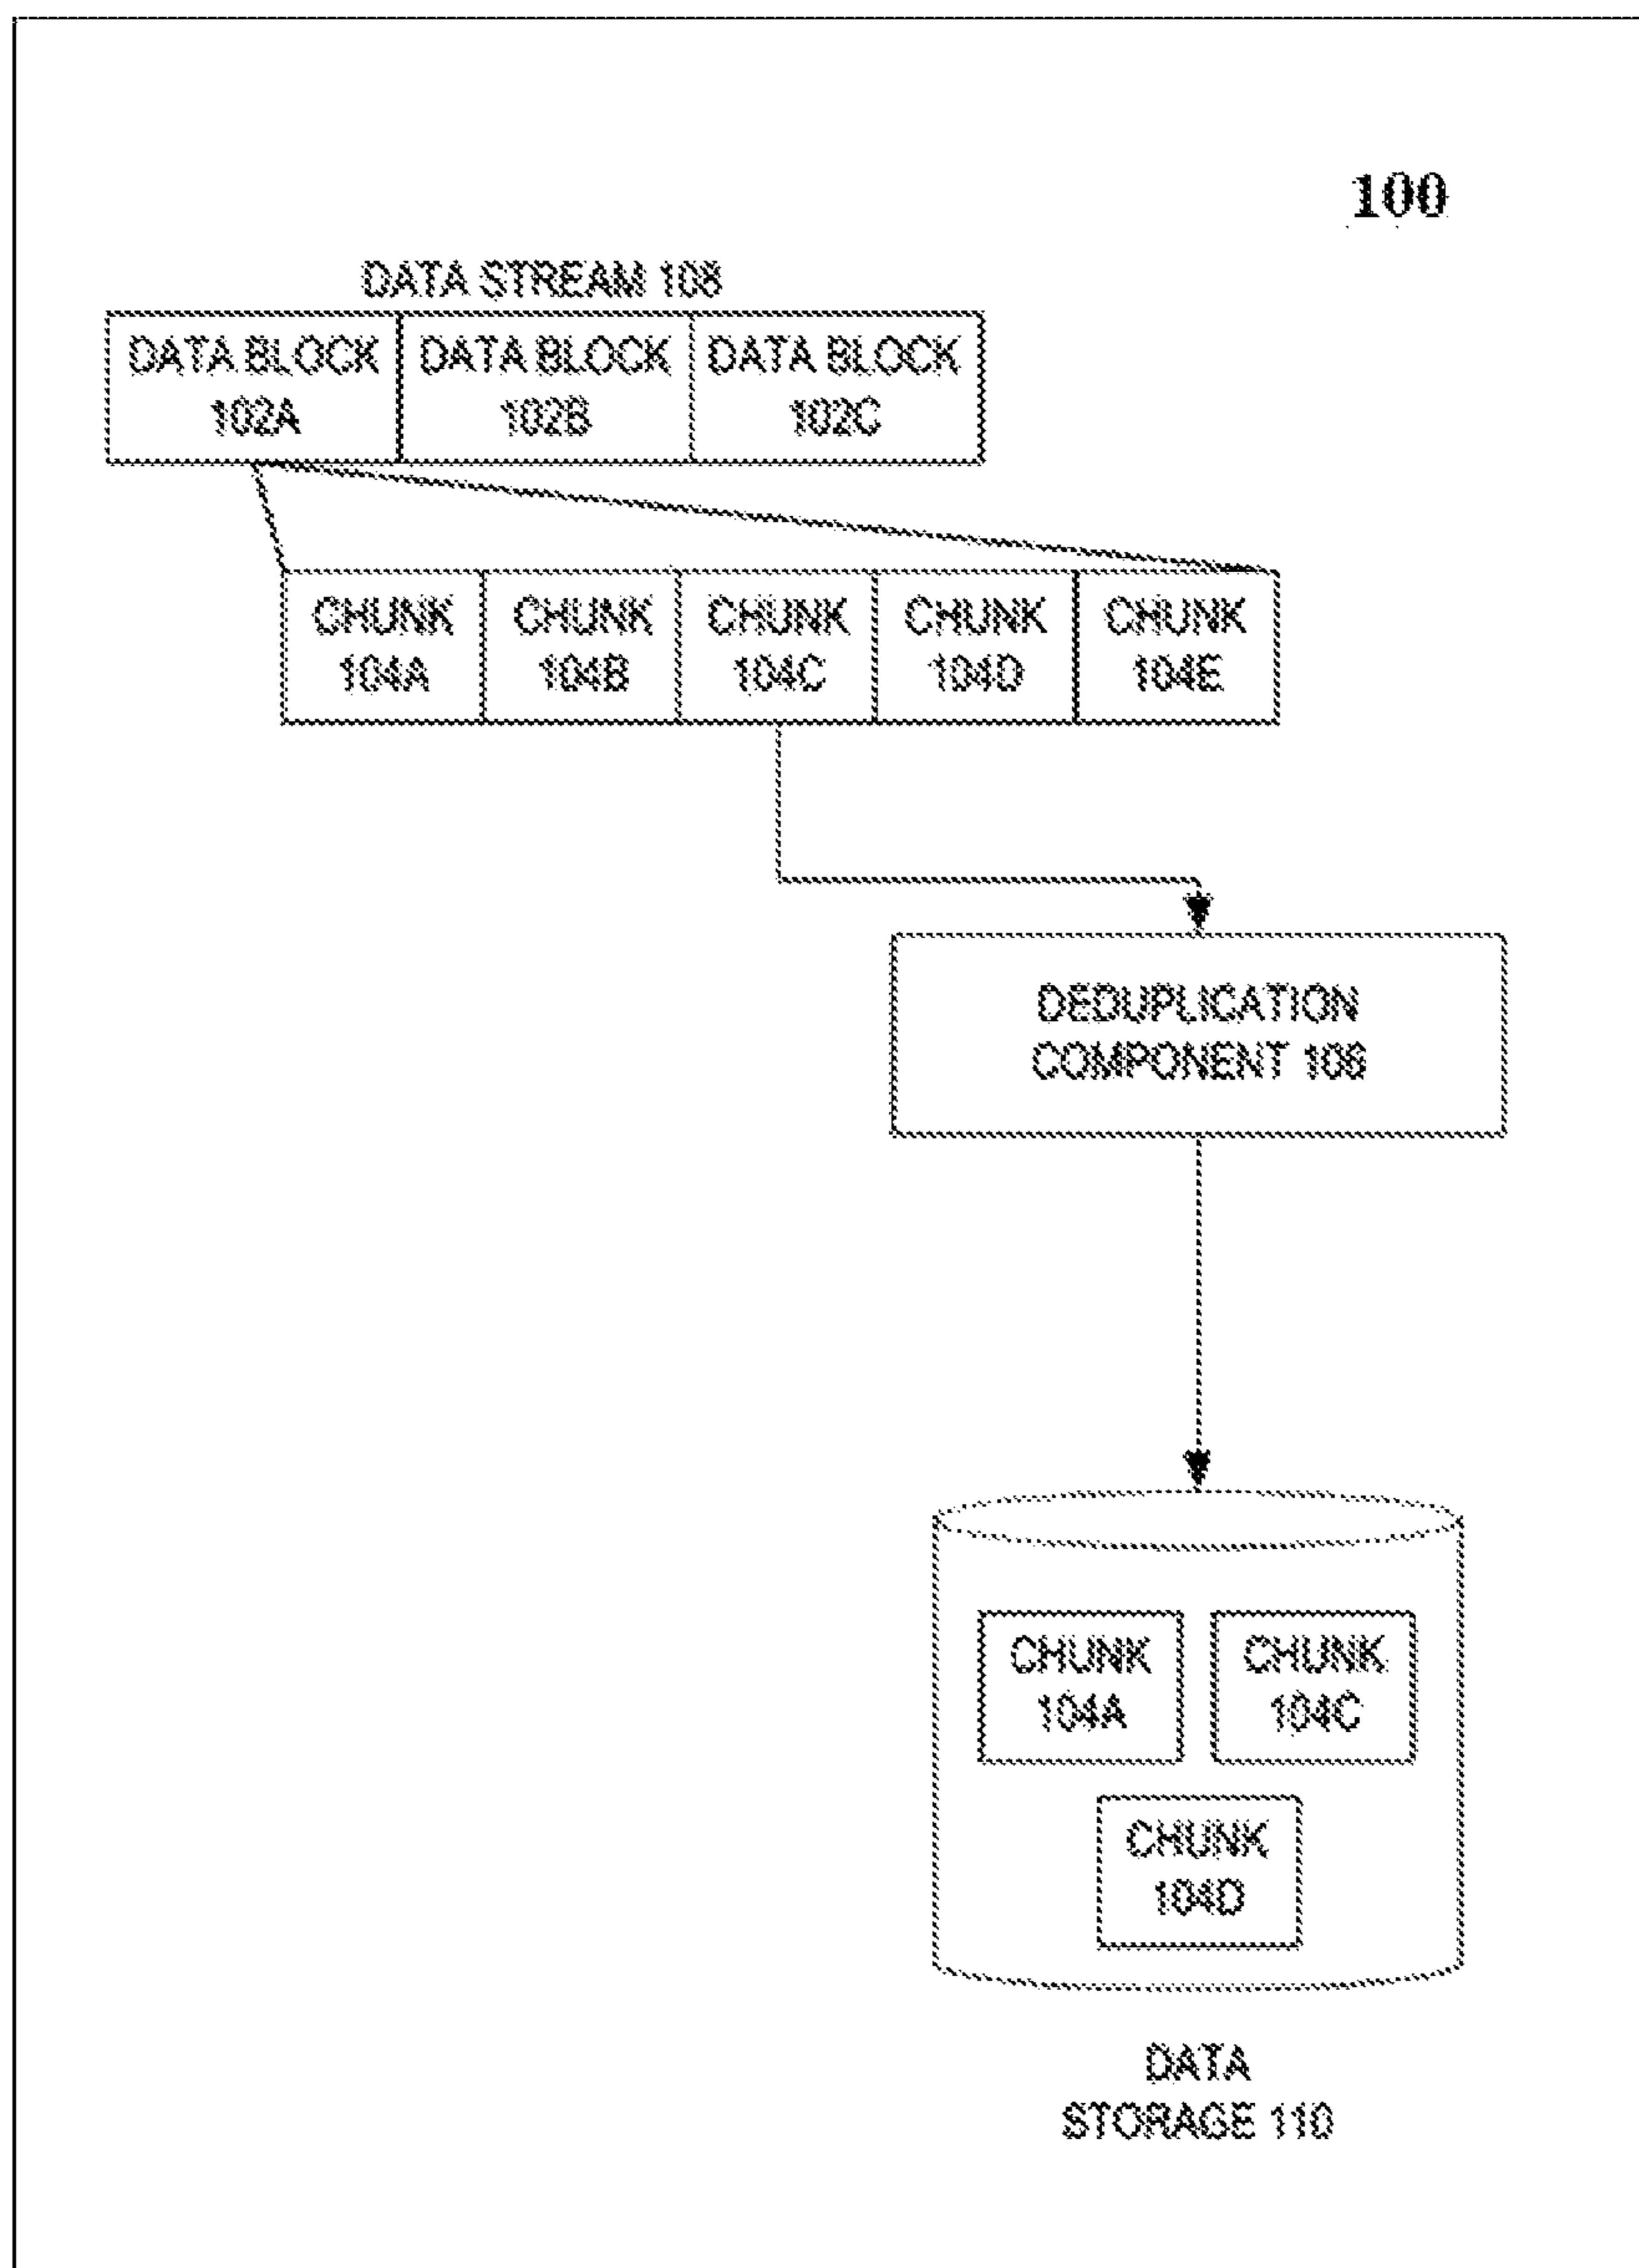 100
DATA STREAM 108
DATA BLOCK 102A
DATA BLOCK 102B
DATA BLOCK 102C
CHUNK 104A
CHUNK 104B
CHUNK 104C
CHUNK 104D
CHUNK 104E
DEDUPLICATION
COMPONENT 106
CHUNK 104A
CHUNK 104C
CHUNK 104D
DATA
STORAGE 110